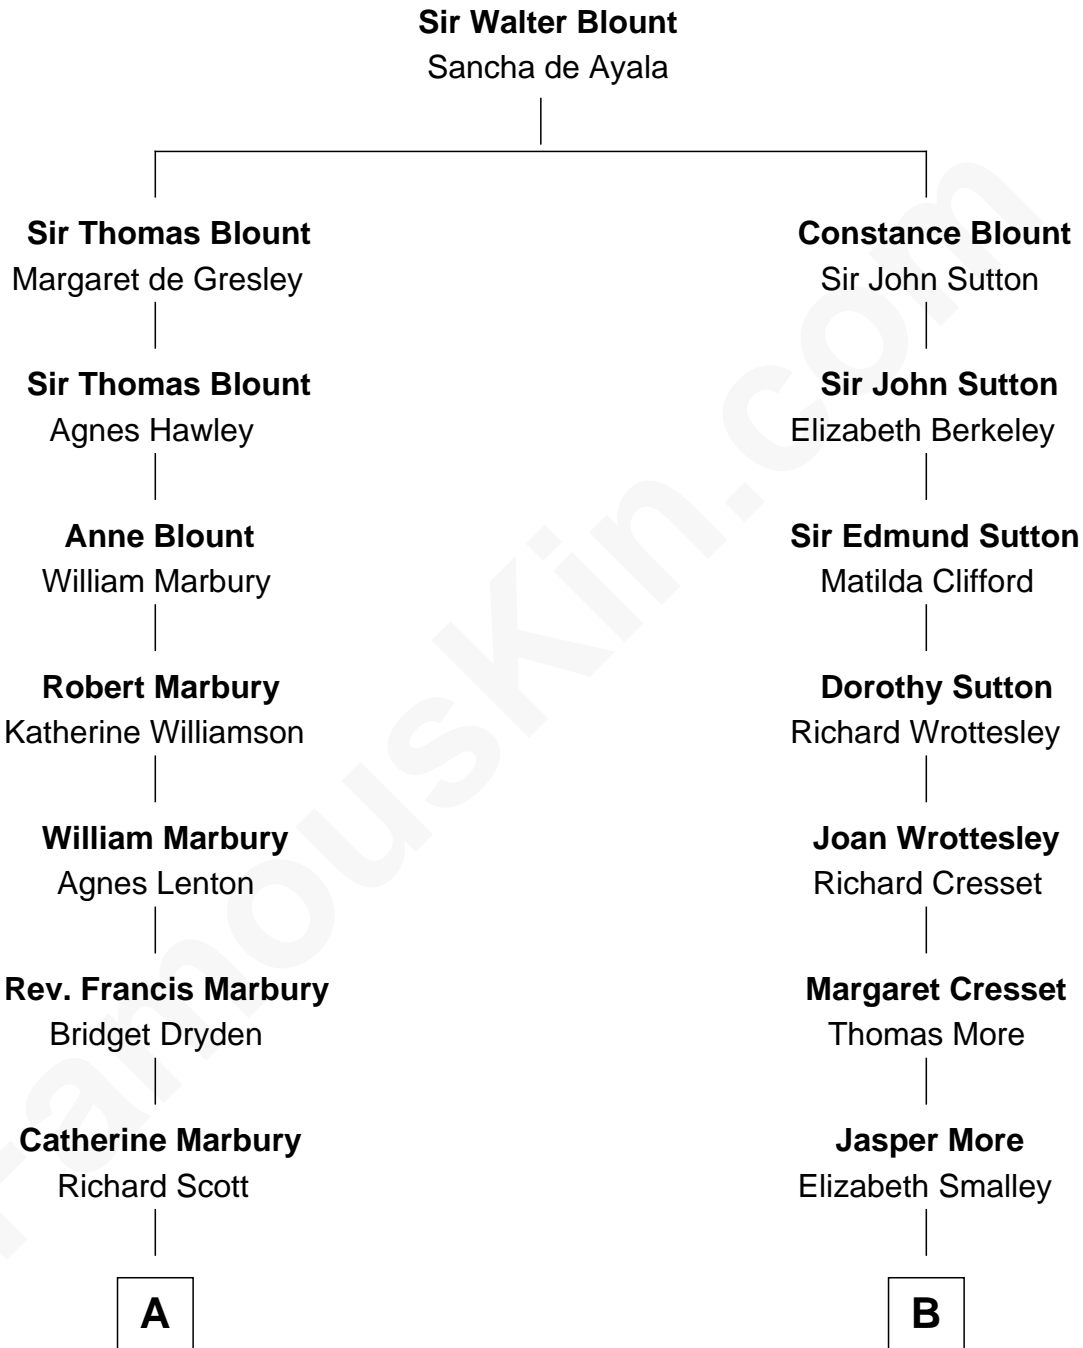 Sir Walter Blount
Sancha de Ayala
Sir Thomas Blount
Margaret de Gresley
Sir Thomas Blount
Agnes Hawley
Anne Blount
William Marbury
Robert Marbury
Katherine Williamson
William Marbury
Agnes Lenton
Rev. Francis Marbury
Bridget Dryden
Catherine Marbury
Richard Scott
A
Constance Blount
Sir John Sutton
Sir John Sutton
Elizabeth Berkeley
Sir Edmund Sutton
Matilda Clifford
Dorothy Sutton
Richard Wrottesley
Joan Wrottesley
Richard Cresset
Margaret Cresset
Thomas More
Jasper More
Elizabeth Smalley
B
FamousKin.com